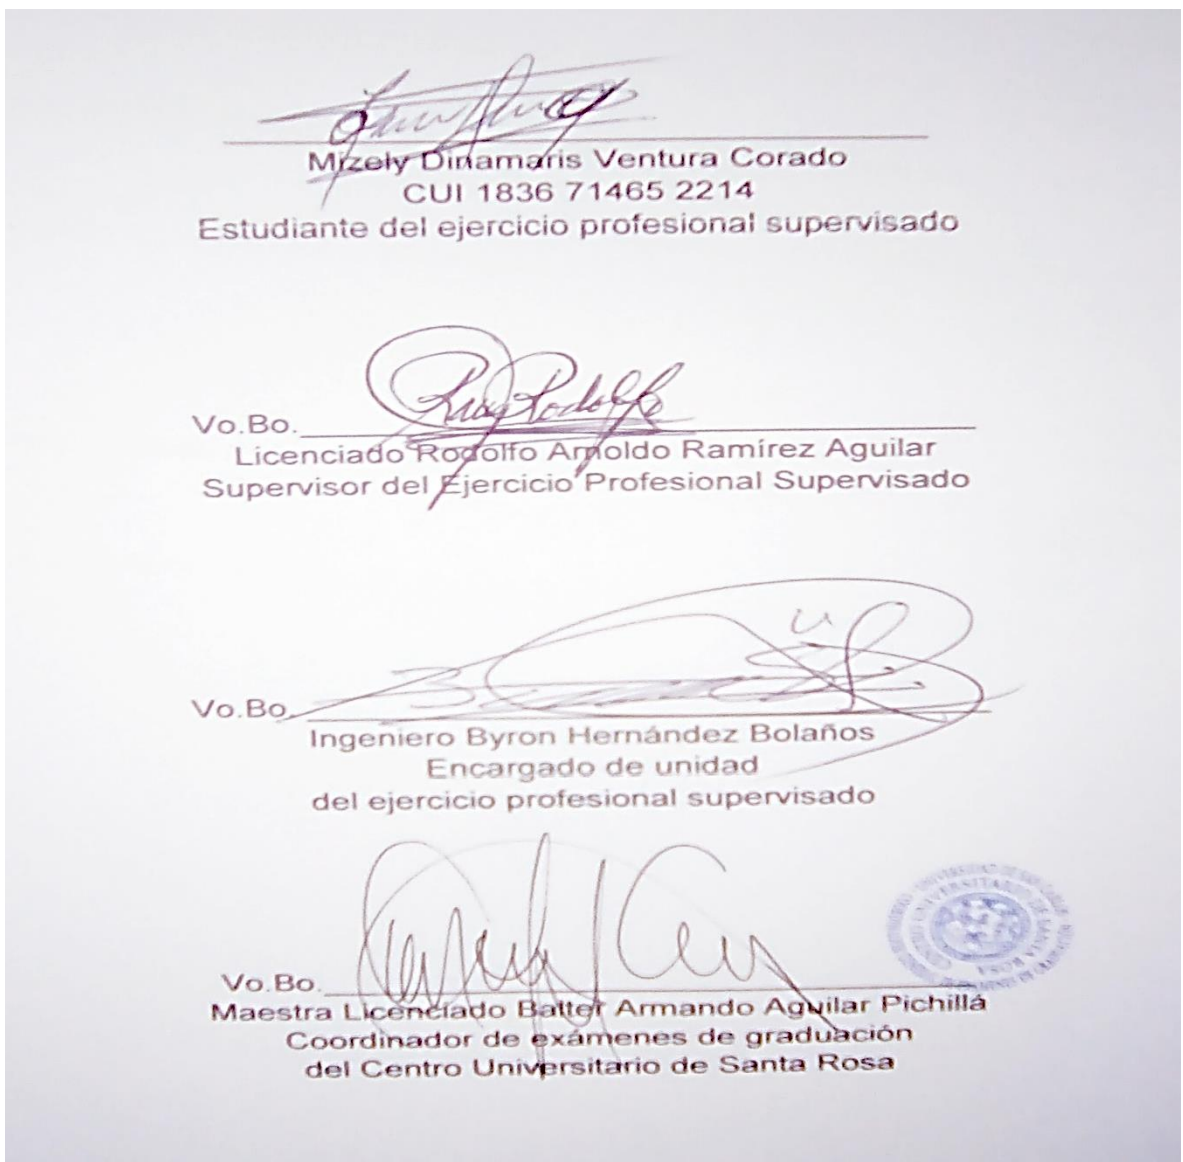 Mizely Dinamaris Ventura Corado
CUI 1836 71465 2214
Estudiante del ejercicio profesional supervisado
Rodolfo
Vo.Bo.
Licenciado Rodolfo Arnoldo Ramírez Aguilar
Supervisor del Ejercicio Profesional Supervisado
Vo.Bo.
Ingeniero Byron Hernández Bolaños
Encargado de unidad
del ejercicio profesional supervisado
Vo.Bo.
Maestra Licenciado Balter Armando Aguilar Pichillá
Coordinador de exámenes de graduación
del Centro Universitario de Santa Rosa